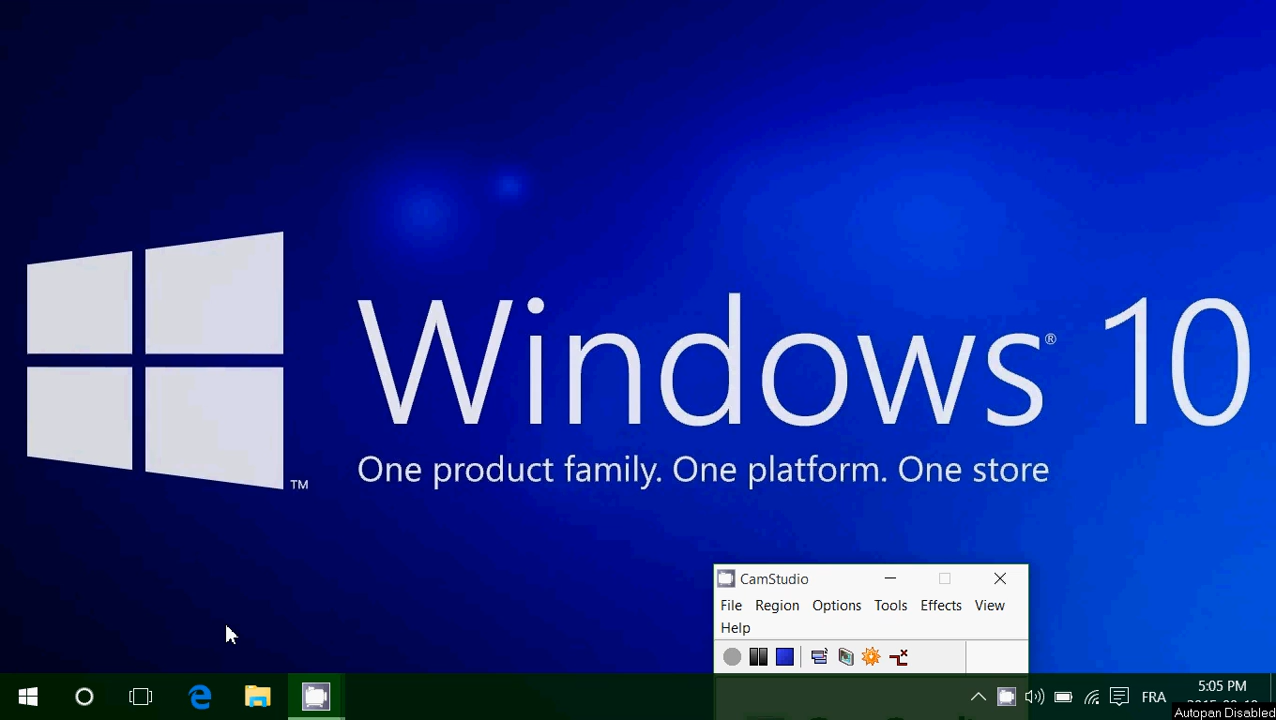 Windows® 10
™
One product family. One platform. One store
CamStudio
File Region Options Tools Effects View
Help
FRA
5:05 PM
Autopan Disabled